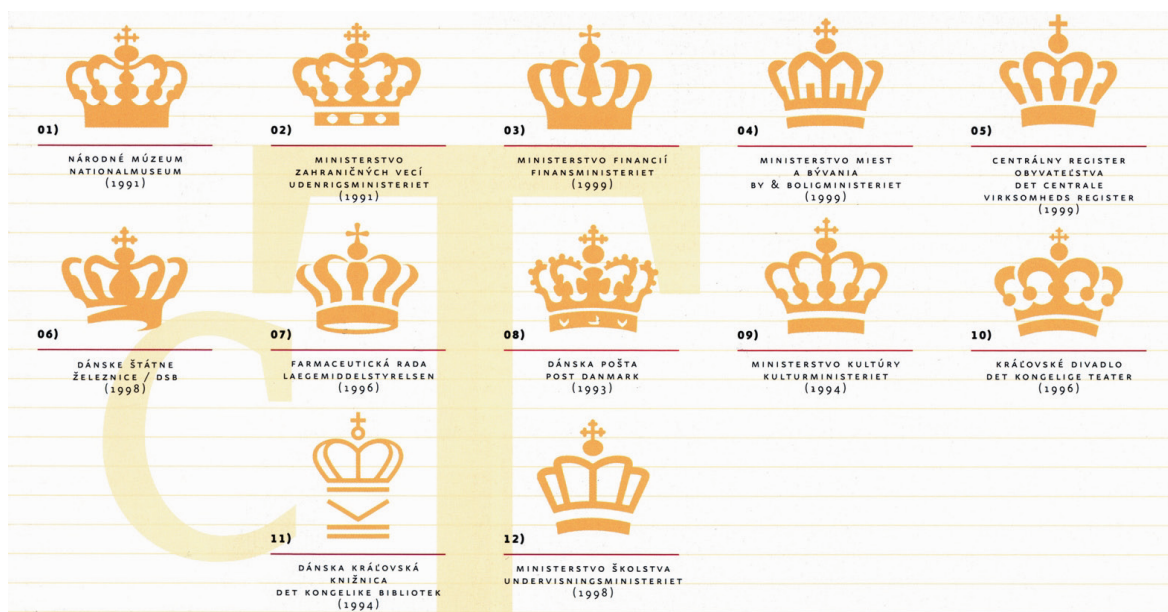 01)
NÁRODNÉ MÚZEUM
NATIONALMUSEUM
(1991)
02)
MINISTERSTVO
ZAHRANIČNÝCH VECÍ
UDENRIGSMINISTERIET
(1991)
03)
MINISTERSTVO FINANCIÍ
FINANSMINISTERIET
(1999)
04)
MINISTERSTVO MIEST
A BÝVANIA
BY & BOLIGMINISTERIET
(1999)
05)
CENTRÁLNY REGISTER
OBYVATEĽSTVA
DET CENTRALE
VIRKSOMHEDS REGISTER
(1999)
06)
DÁNSKE ŠTÁTNE
ŽELEZNICE / DSB
(1998)
07)
FARMACEUTICKÁ RADA
LAEGEMIDDELSTYRELSEN
(1996)
08)
DÁNSKA POŠTA
POST DANMARK
(1993)
09)
MINISTERSTVO KULTÚRY
KULTURMINISTERIET
(1994)
10)
KRÁĽOVSKÉ DIVADLO
DET KONGELIGE TEATER
(1996)
11)
DÁNSKA KRÁĽOVSKÁ
KNIŽNICA
DET KONGELIKE BIBLIOTEK
(1994)
12)
MINISTERSTVO ŠKOLSTVA
UNDERVISNINGSMINISTERIET
(1998)
CT